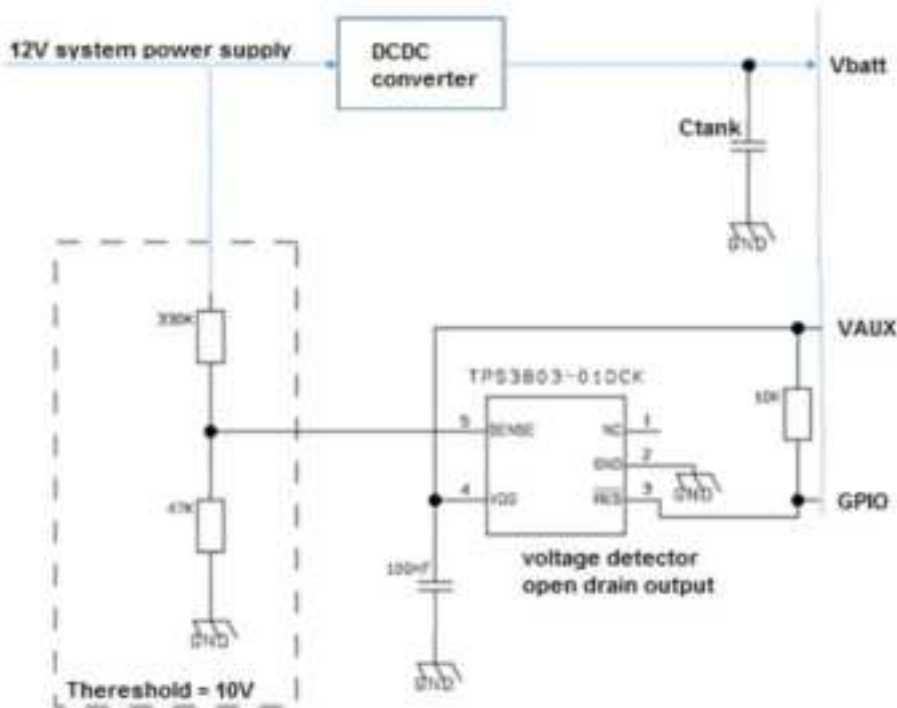 12V system power supply
DCDC
converter
Vbatt
Ctank
GND
330K
VAUX
TPS3803-01DCK
10K
5
SENSE
NC
1
GND
2
GND
4
VDD
RES
3
GPIO
47K
voltage detector
open drain output
100nF
GND
GND
Thereshold = 10V